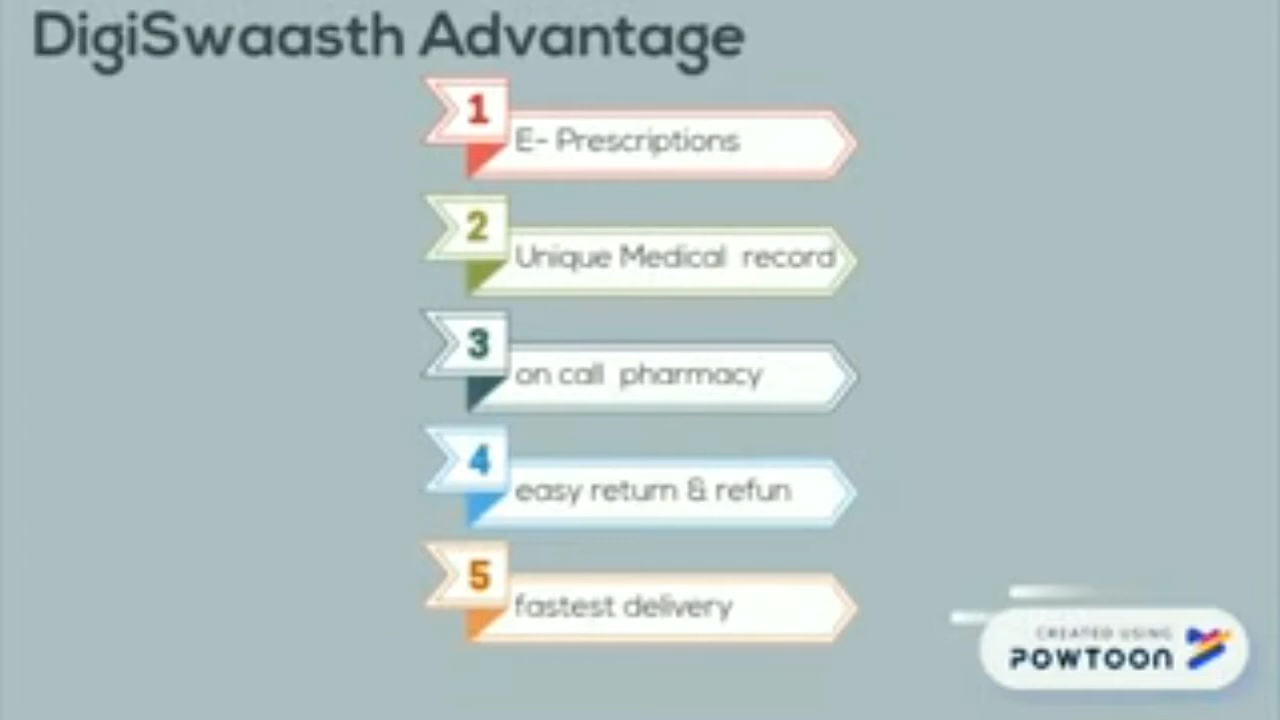 DigiSwaasth Advantage
1
E- Prescriptions
2
Unique Medical record
3
on call pharmacy
4
easy return & refun
5
fastest delivery
CREATED USING
POWTOON